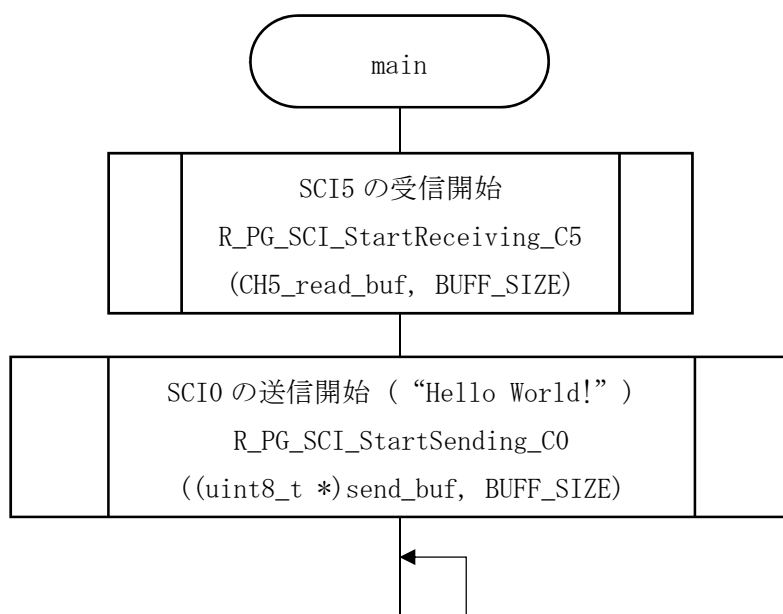 main
SCI5 の受信開始
R_PG_SCI_StartReceiving_C5
(CH5_read_buf, BUFF_SIZE)
SCI0 の送信開始 ( “Hello World!” )
R_PG_SCI_StartSending_C0
((uint8_t *)send_buf, BUFF_SIZE)